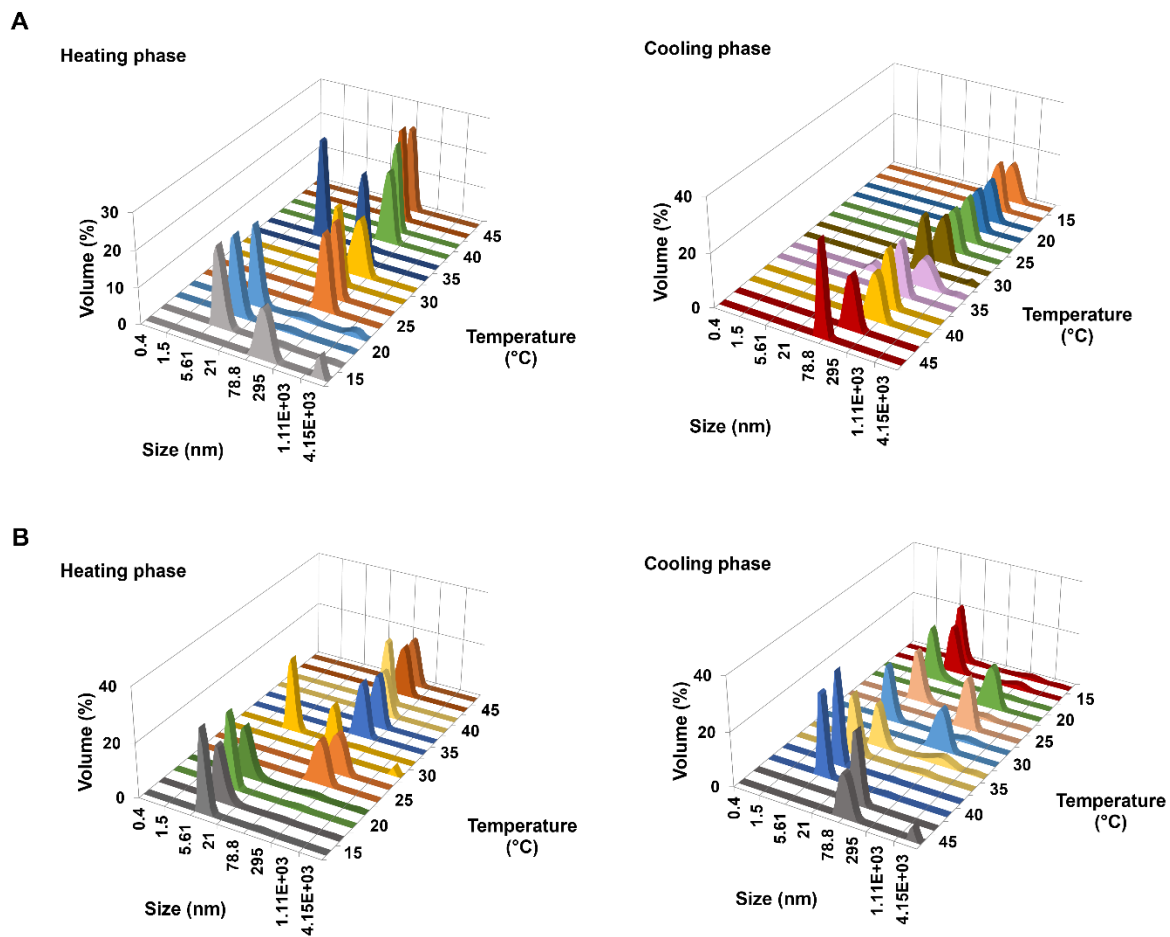 A
Heating phase
Volume (%)
30
20
10
0
0.4
1.5
5.61
21
78.8
295
1.11E+03
4.15E+03
Size (nm)
15
20
25
30
35
40
45
Temperature
(°C)
Cooling phase
Volume (%)
40
20
0
0.4
1.5
5.61
21
78.8
295
1.11E+03
4.15E+03
Size (nm)
45
40
35
30
25
20
15
Temperature
(°C)
B
Heating phase
Volume (%)
40
20
0
0.4
1.5
5.61
21
78.8
295
1.11E+03
4.15E+03
Size (nm)
15
20
25
30
35
40
45
Temperature
(°C)
Cooling phase
Volume (%)
40
20
0
0.4
1.5
5.61
21
78.8
295
1.11E+03
4.15E+03
Size (nm)
45
40
35
30
25
20
15
Temperature
(°C)